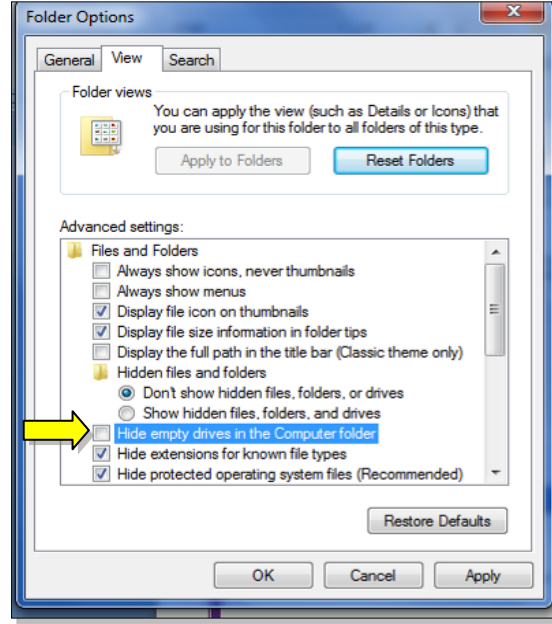 Folder Options
General View Search
Folder views
You can apply the view (such as Details or Icons) that
you are using for this folder to all folders of this type.
Apply to Folders Reset Folders
Advanced settings:
Files and Folders
Always show icons, never thumbnails
Always show menus
Display file icon on thumbnails
Display file size information in folder tips
Display the full path in the title bar (Classic theme only)
Hidden files and folders
Don't show hidden files, folders, or drives
Show hidden files, folders, and drives
Hide empty drives in the Computer folder
Hide extensions for known file types
Hide protected operating system files (Recommended)
Restore Defaults
OK Cancel Apply